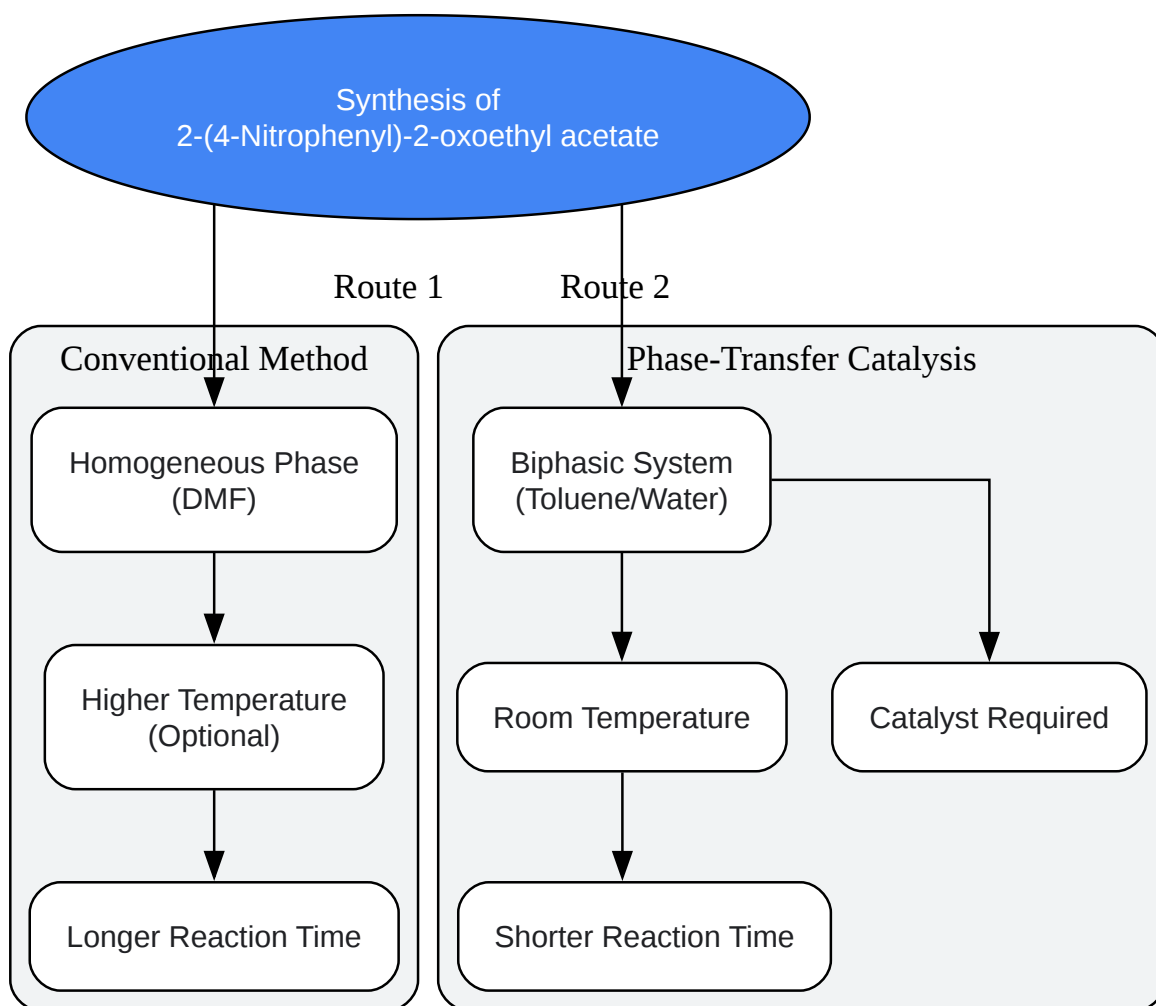 Synthesis of
2-(4-Nitrophenyl)-2-oxoethyl acetate
Route 1
Route 2
Conventional Method
Phase-Transfer Catalysis
Homogeneous Phase
(DMF)
Biphasic System
(Toluene/Water)
Higher Temperature
(Optional)
Room Temperature
Catalyst Required
Longer Reaction Time
Shorter Reaction Time